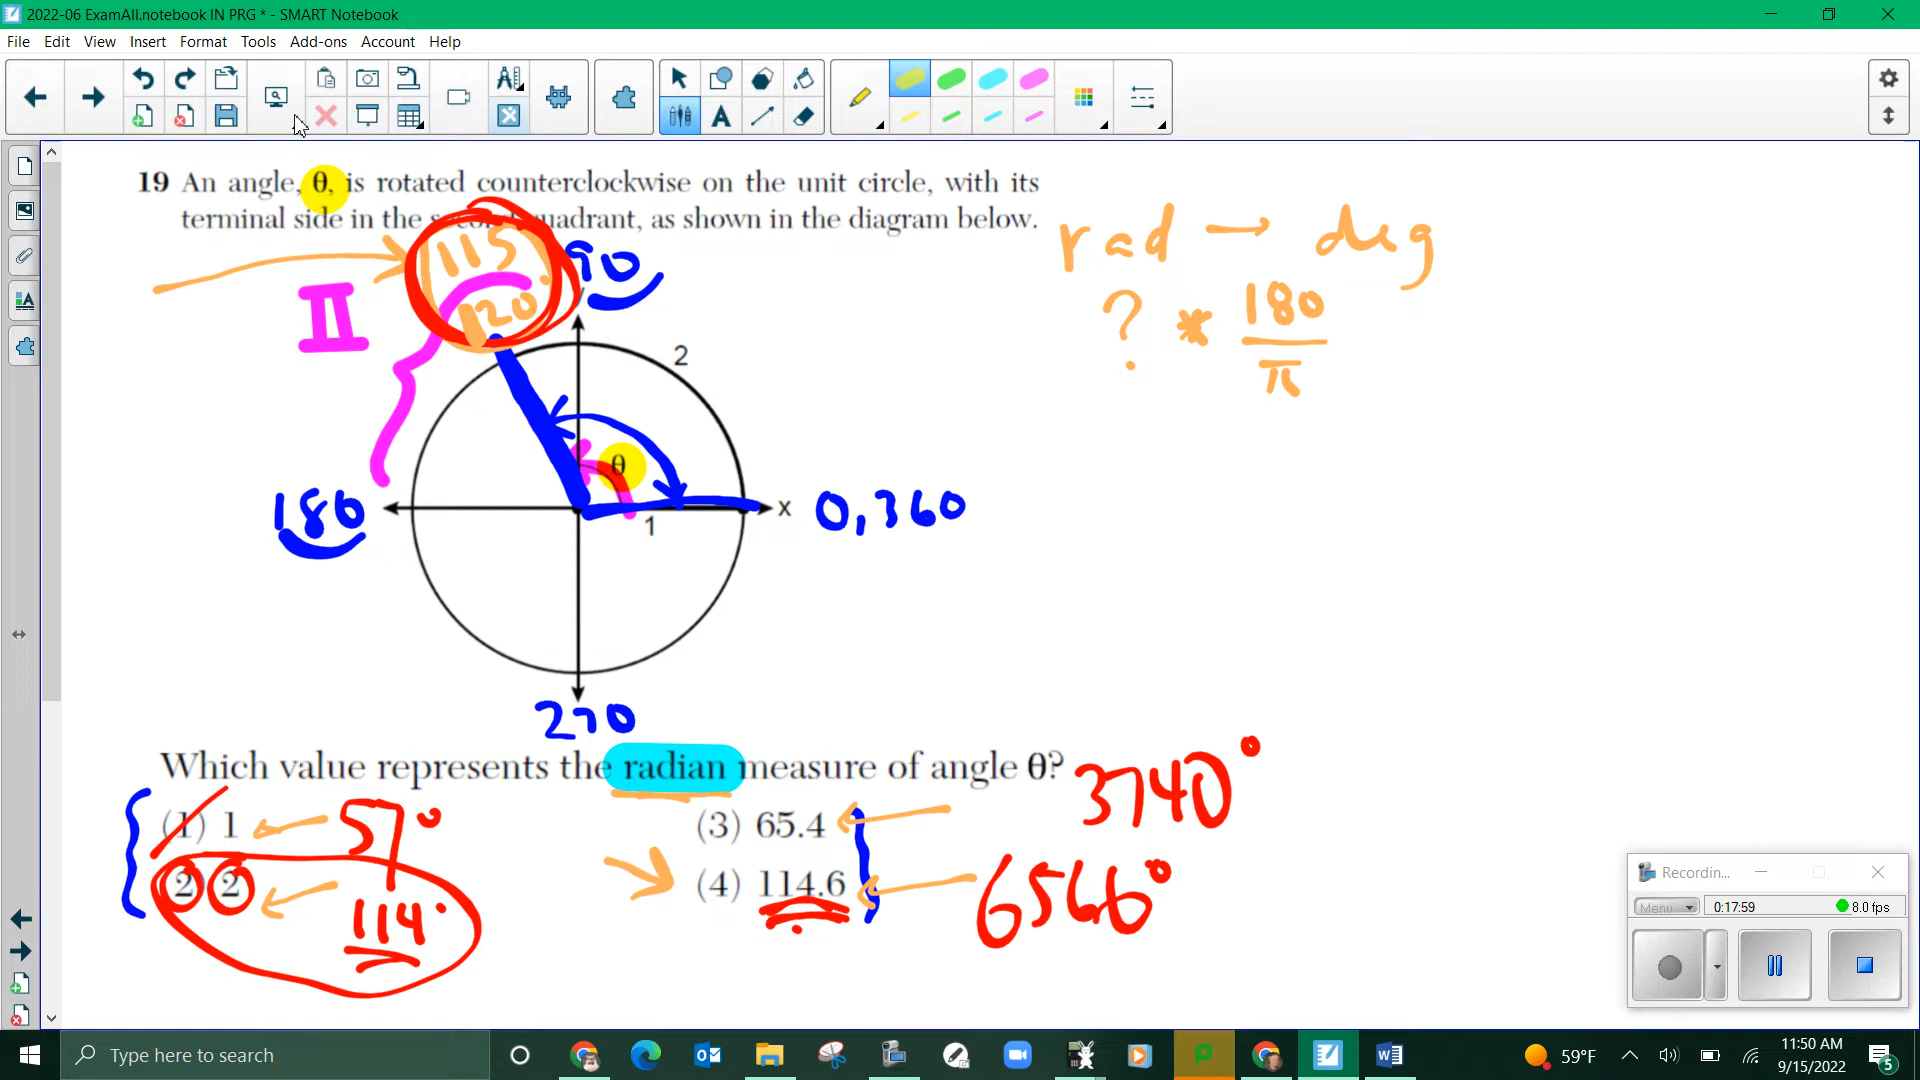 2022-06 ExamAll.notebook IN PRG * - SMART Notebook
File Edit View Insert Format Tools Add-ons Account Help
19 An angle, θ, is rotated counterclockwise on the unit circle, with its
terminal side in the quadrant, as shown in the diagram below.
rad → deg
? * 180
π
115
120
90
II
2
θ
180
x
0,360
1
270
Which value represents the radian measure of angle θ?
3740°
(1) 1
57°
(3) 65.4
(2) 2
114°
(4) 114.6
6566°
Recordin...
Menu
0:17:59
8.0 fps
Type here to search
59°F
11:50 AM
9/15/2022
5